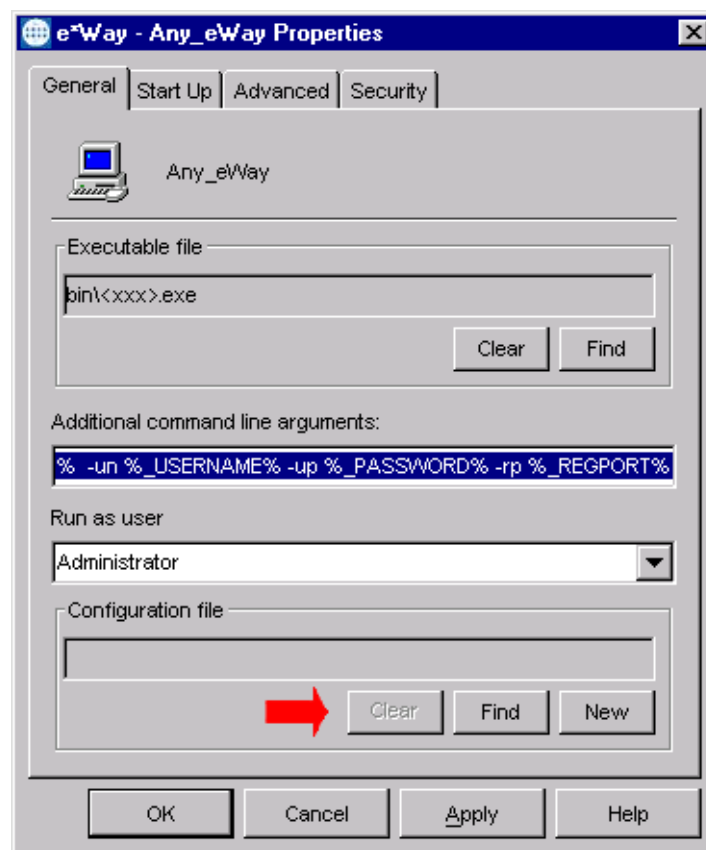 e*Way - Any_eWay Properties
General Start Up Advanced Security
Any_eWay
Executable file
bin\<xxx>.exe
Clear Find
Additional command line arguments:
% -un %_USERNAME% -up %_PASSWORD% -rp %_REGPORT%
Run as user
Administrator
Configuration file
Clear Find New
OK Cancel Apply Help